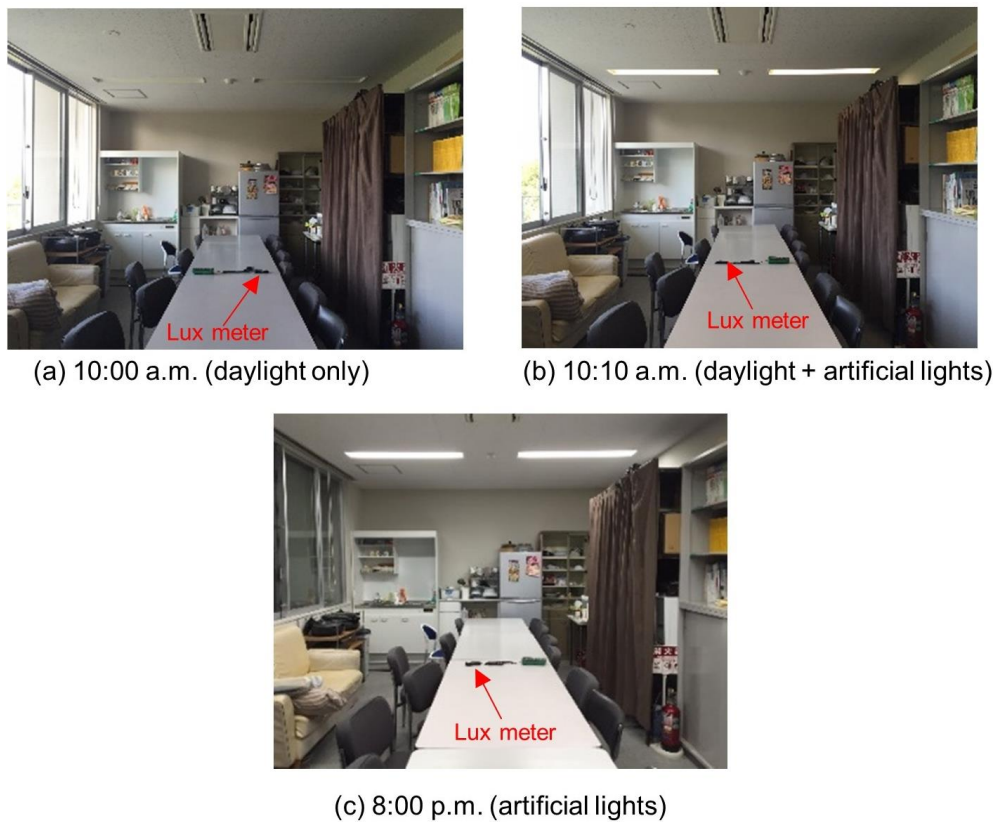 Lux meter
(a) 10:00 a.m. (daylight only)
Lux meter
(b) 10:10 a.m. (daylight + artificial lights)
Lux meter
(c) 8:00 p.m. (artificial lights)